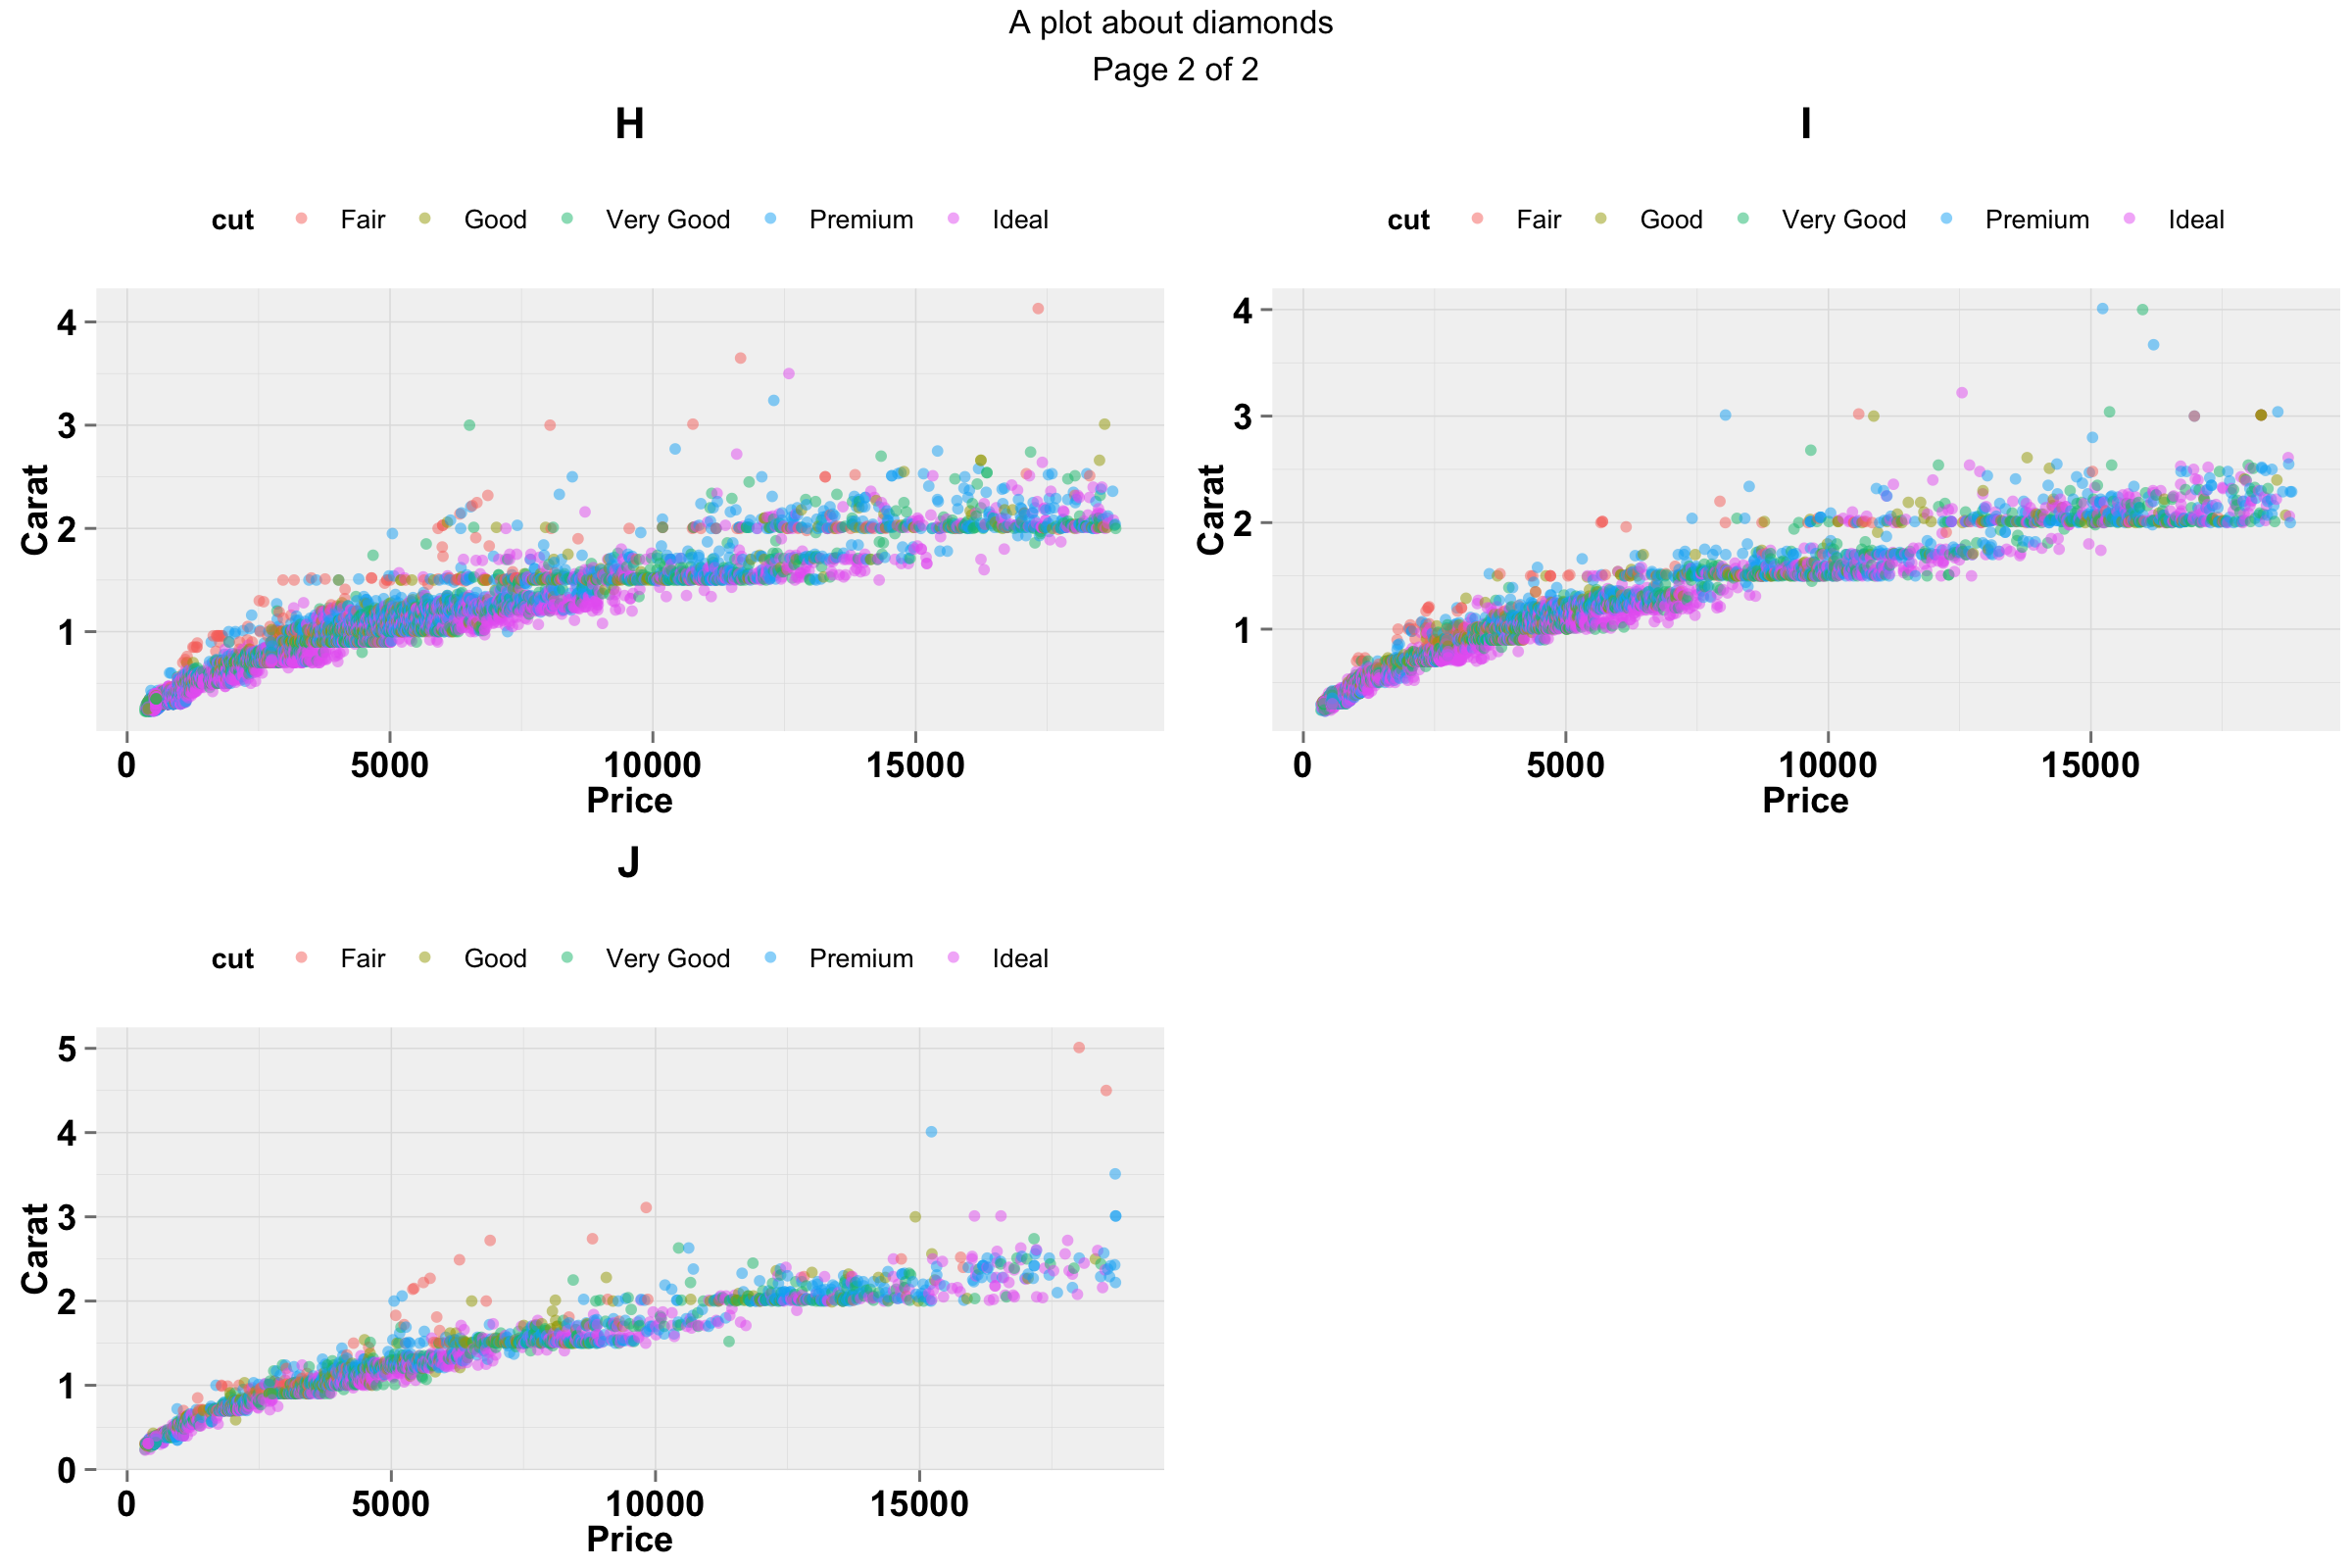 A plot about diamonds
Page 2 of 2
H
cut Fair Good Very Good Premium Ideal
Carat
4
3
2
1
0 5000 10000 15000
Price
I
cut Fair Good Very Good Premium Ideal
Carat
4
3
2
1
0 5000 10000 15000
Price
J
cut Fair Good Very Good Premium Ideal
Carat
5
4
3
2
1
0
0 5000 10000 15000
Price